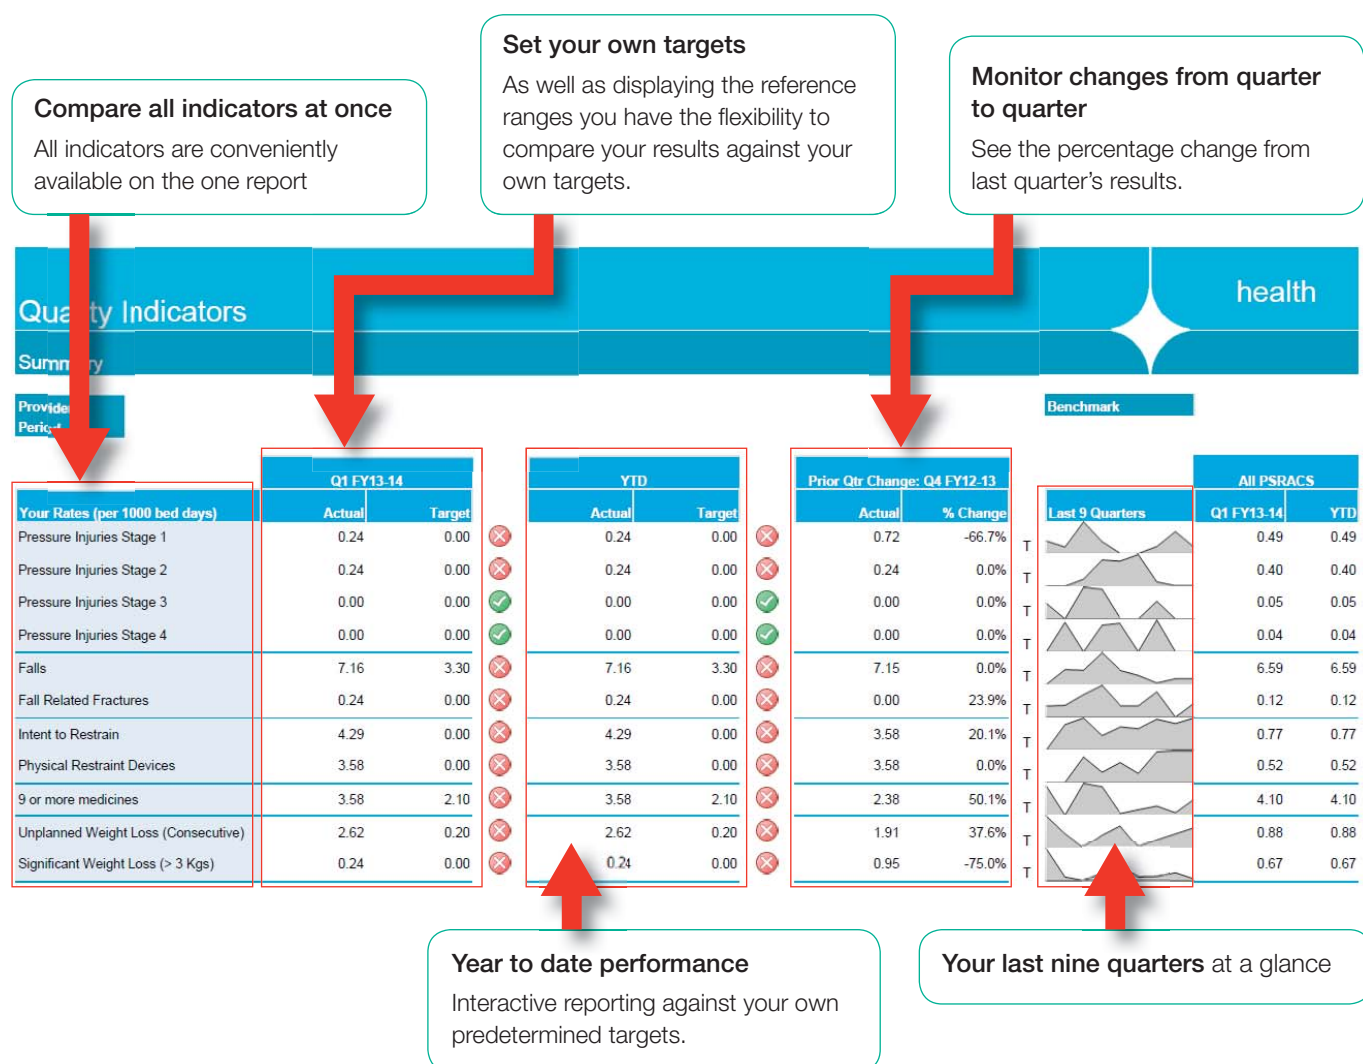 Set your own targets
As well as displaying the reference
ranges you have the flexibility to
compare your results against your
own targets.
Compare all indicators at once
All indicators are conveniently
available on the one report
Monitor changes from quarter
to quarter
See the percentage change from
last quarter's results.
Quality Indicators
health
Summary
Provider
Period
Benchmark
Q1 FY13-14 YTD Prior Qtr Change: Q4 FY12-13 All PSRACS
Your Rates (per 1000 bed days) Actual Target Actual Target Actual % Change Last 9 Quarters Q1 FY13-14 YTD
Pressure Injuries Stage 1 0.24 0.00 0.24 0.00 0.72 -66.7% T 0.49 0.49
Pressure Injuries Stage 2 0.24 0.00 0.24 0.00 0.24 0.0% T 0.40 0.40
Pressure Injuries Stage 3 0.00 0.00 0.00 0.00 0.00 0.0% T 0.05 0.05
Pressure Injuries Stage 4 0.00 0.00 0.00 0.00 0.00 0.0% T 0.04 0.04
Falls 7.16 3.30 7.16 3.30 7.15 0.0% T 6.59 6.59
Fall Related Fractures 0.24 0.00 0.24 0.00 0.00 23.9% T 0.12 0.12
Intent to Restrain 4.29 0.00 4.29 0.00 3.58 20.1% T 0.77 0.77
Physical Restraint Devices 3.58 0.00 3.58 0.00 3.58 0.0% T 0.52 0.52
9 or more medicines 3.58 2.10 3.58 2.10 2.38 50.1% T 4.10 4.10
Unplanned Weight Loss (Consecutive) 2.62 0.20 2.62 0.20 1.91 37.6% T 0.88 0.88
Significant Weight Loss (> 3 Kgs) 0.24 0.00 0.24 0.00 0.95 -75.0% T 0.67 0.67
Year to date performance
Interactive reporting against your own
predetermined targets.
Your last nine quarters at a glance